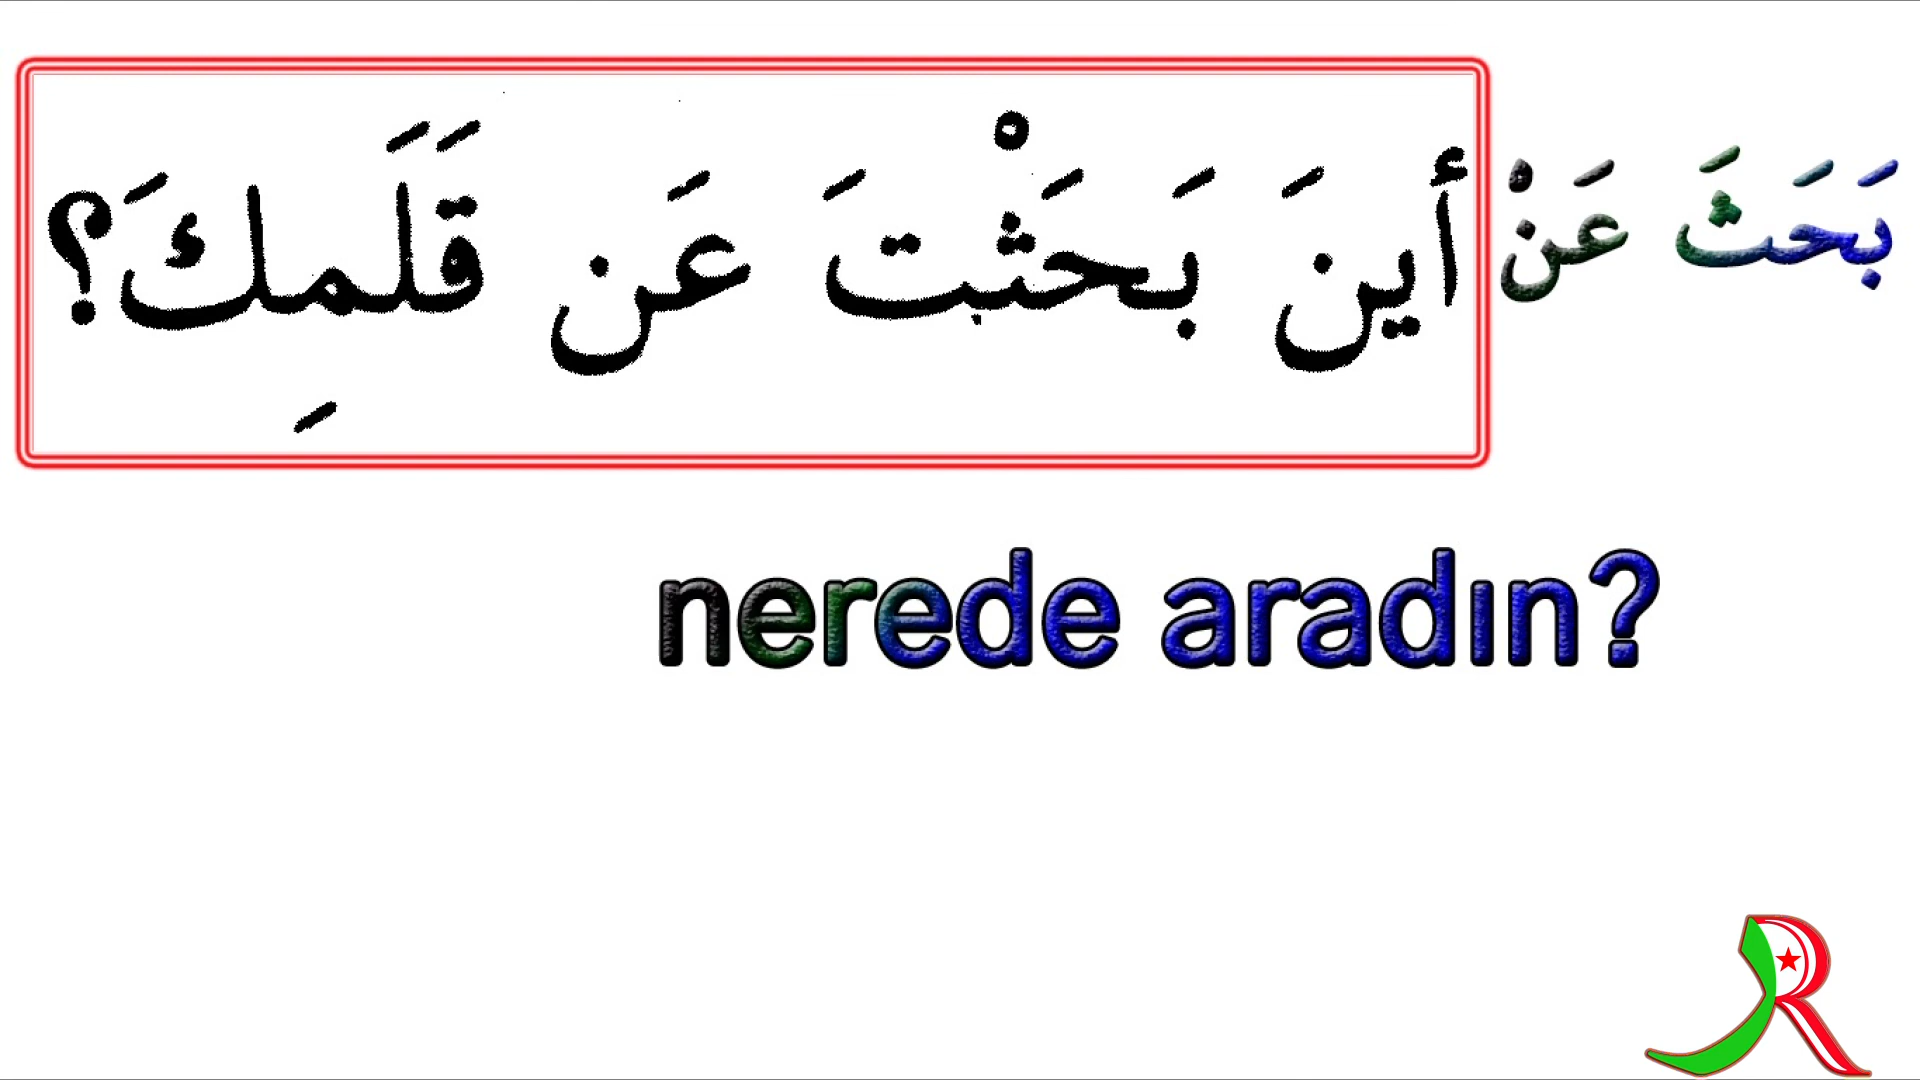 بَحَثَ عَنْ
أينَ بَحَثْتَ عَن قَلَمِكَ؟
nerede aradın?